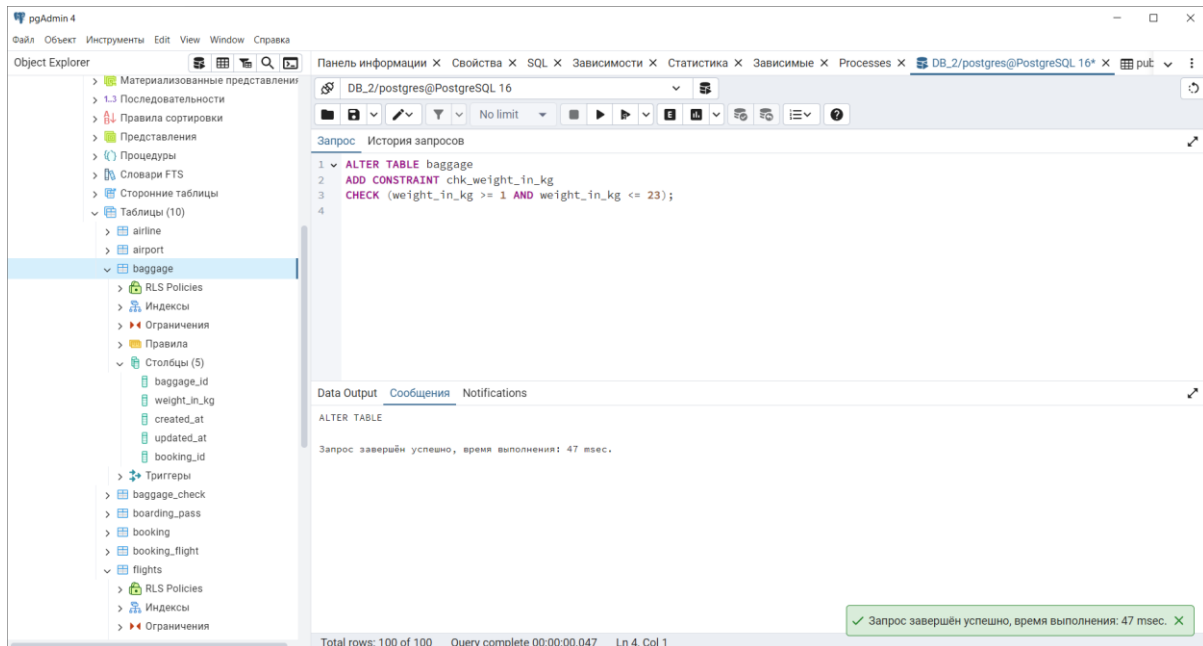 pgAdmin 4
Файл Объект Инструменты Edit View Window Справка
Object Explorer
Материализованные представления
1..3 Последовательности
Правила сортировки
Представления
Процедуры
Словари FTS
Сторонние таблицы
Таблицы (10)
airline
airport
baggage
RLS Policies
Индексы
Ограничения
Правила
Столбцы (5)
baggage_id
weight_in_kg
created_at
updated_at
booking_id
Триггеры
baggage_check
boarding_pass
booking
booking_flight
flights
RLS Policies
Индексы
Ограничения
Панель информации Свойства SQL Зависимости Статистика Зависимые Processes DB_2/postgres@PostgreSQL 16* pub
DB_2/postgres@PostgreSQL 16
No limit
Запрос История запросов
1 ALTER TABLE baggage
2 ADD CONSTRAINT chk_weight_in_kg
3 CHECK (weight_in_kg >= 1 AND weight_in_kg <= 23);
4
Data Output Сообщения Notifications
ALTER TABLE
Запрос завершён успешно, время выполнения: 47 msec.
Запрос завершён успешно, время выполнения: 47 msec.
Total rows: 100 of 100 Query complete 00:00:00.047 Ln 4, Col 1